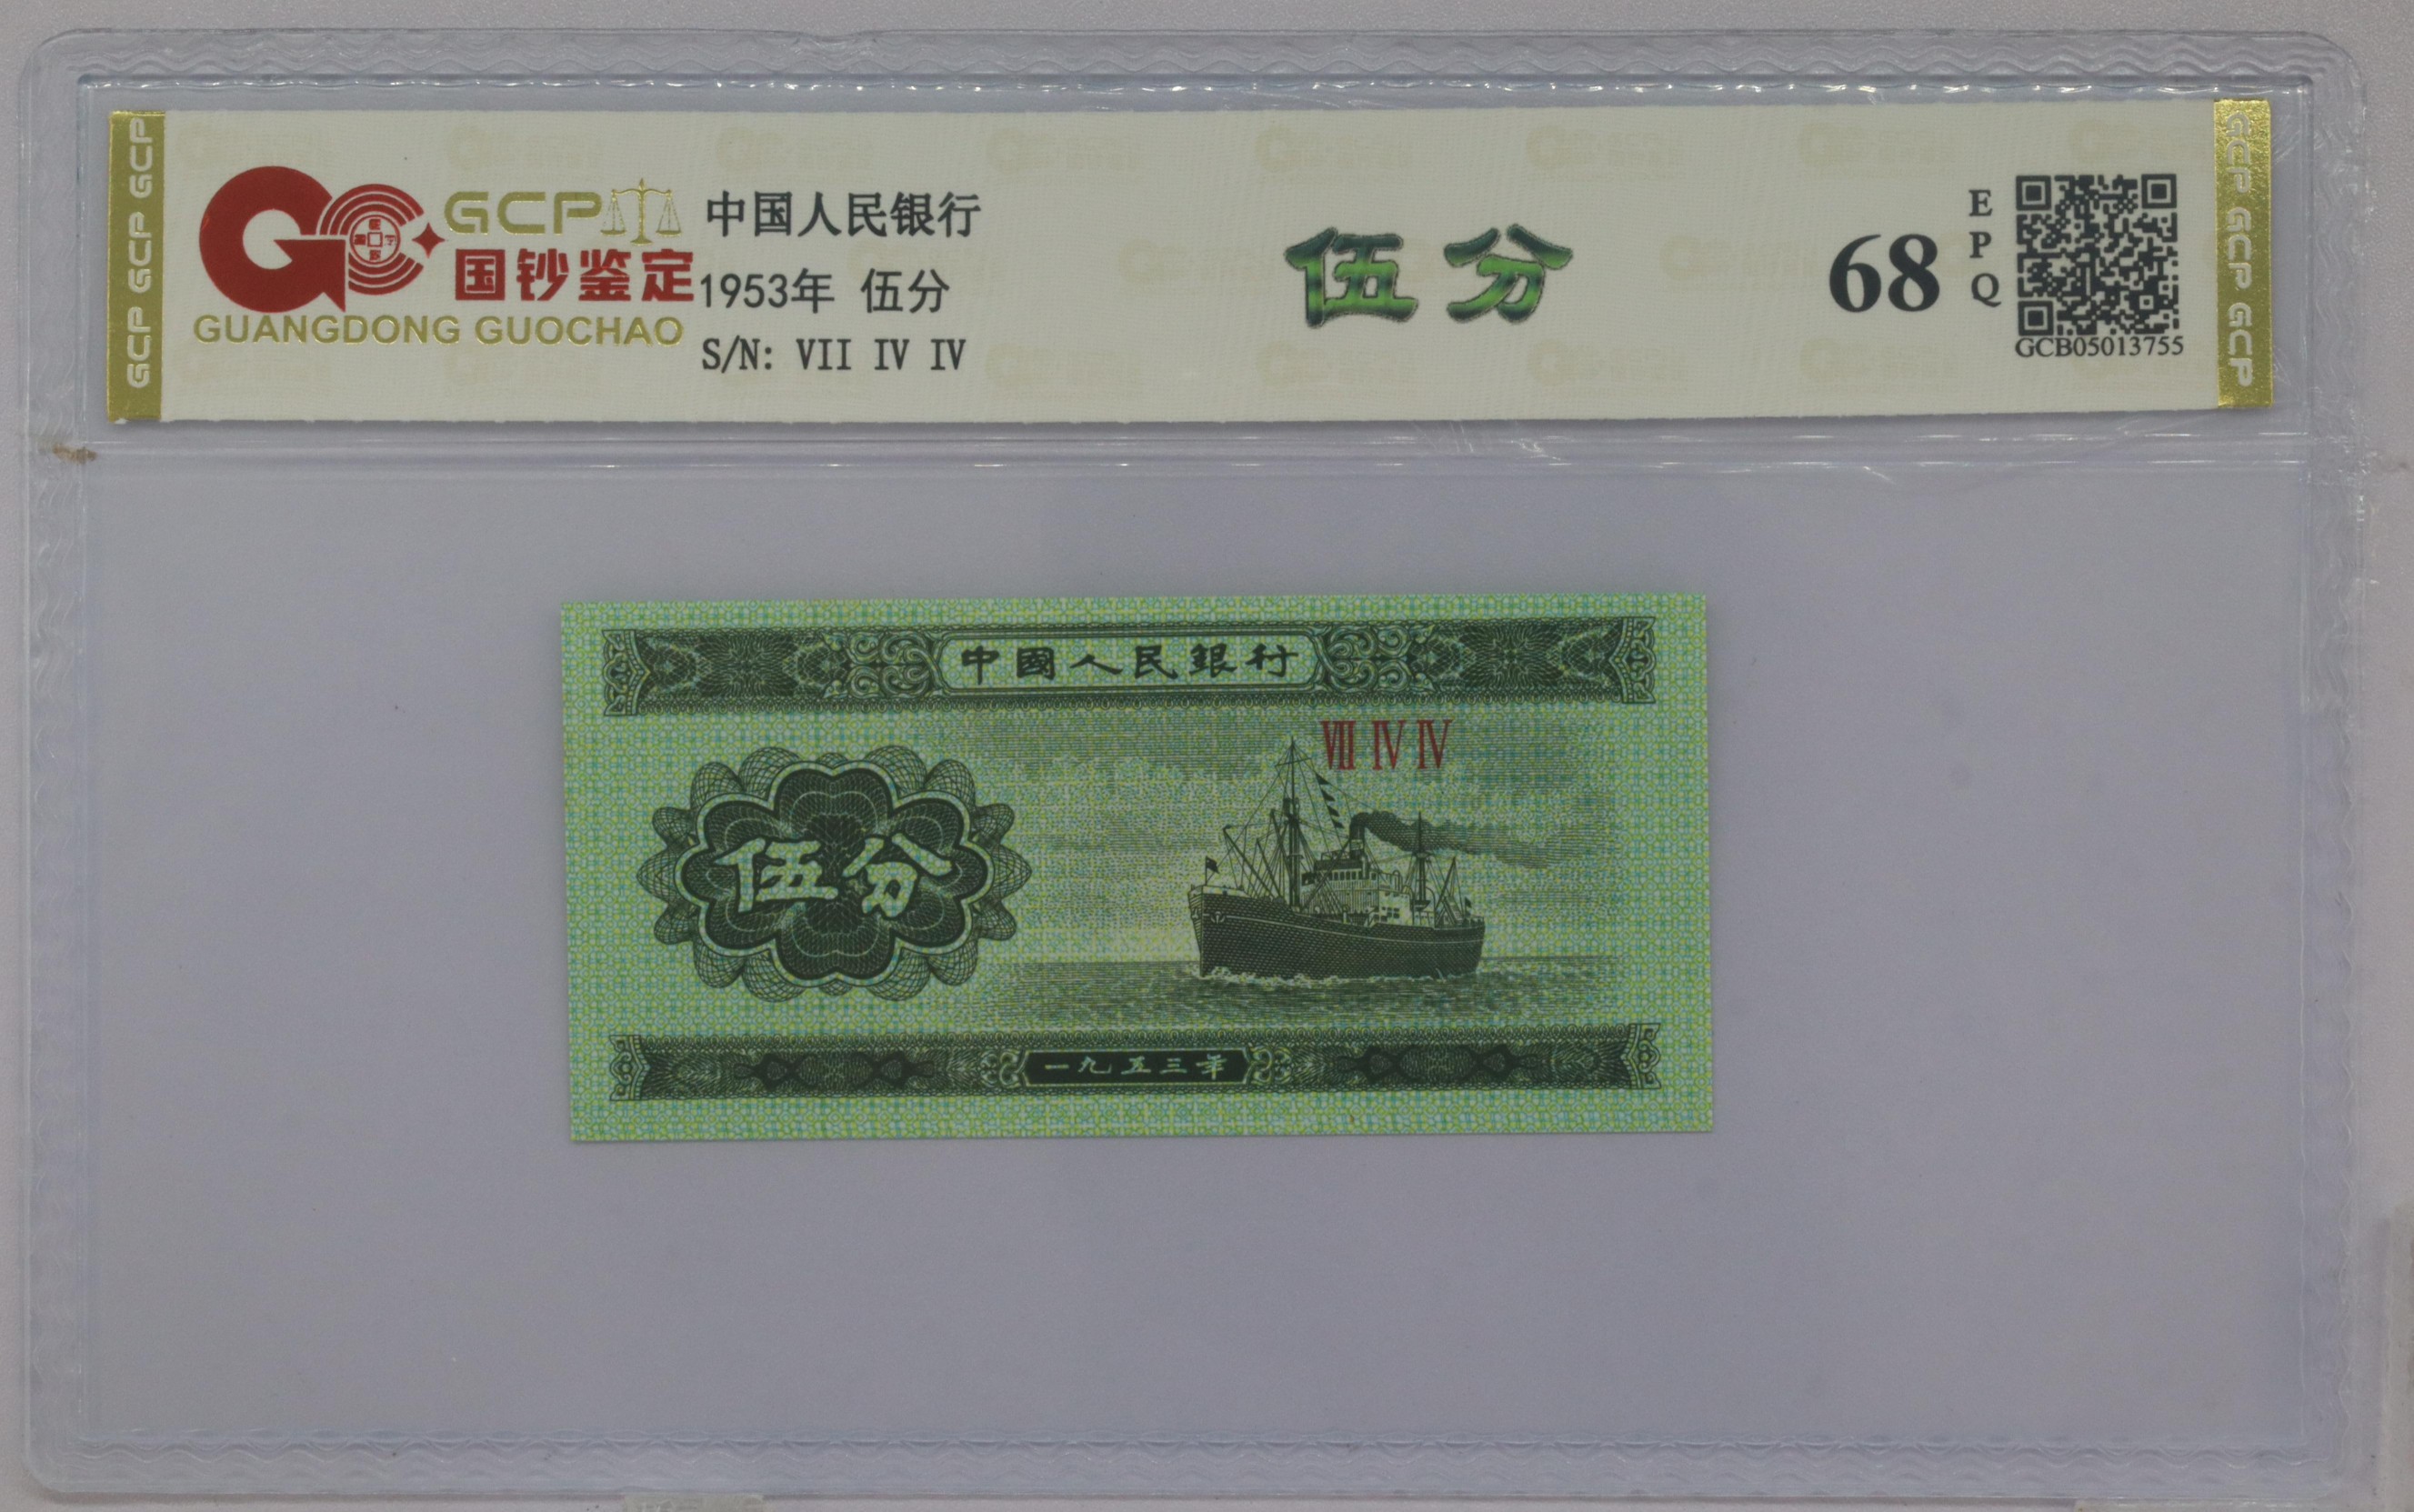 GCP GCP GCP
GCP
国钞鉴定
GUANGDONG GUOCHAO
中国人民银行
1953年 伍分
S/N: VII IV IV
伍分
68
EPQ
GCB05013755
GCP GCP GCP
中國人民銀行
VII IV IV
伍分
一九五三年